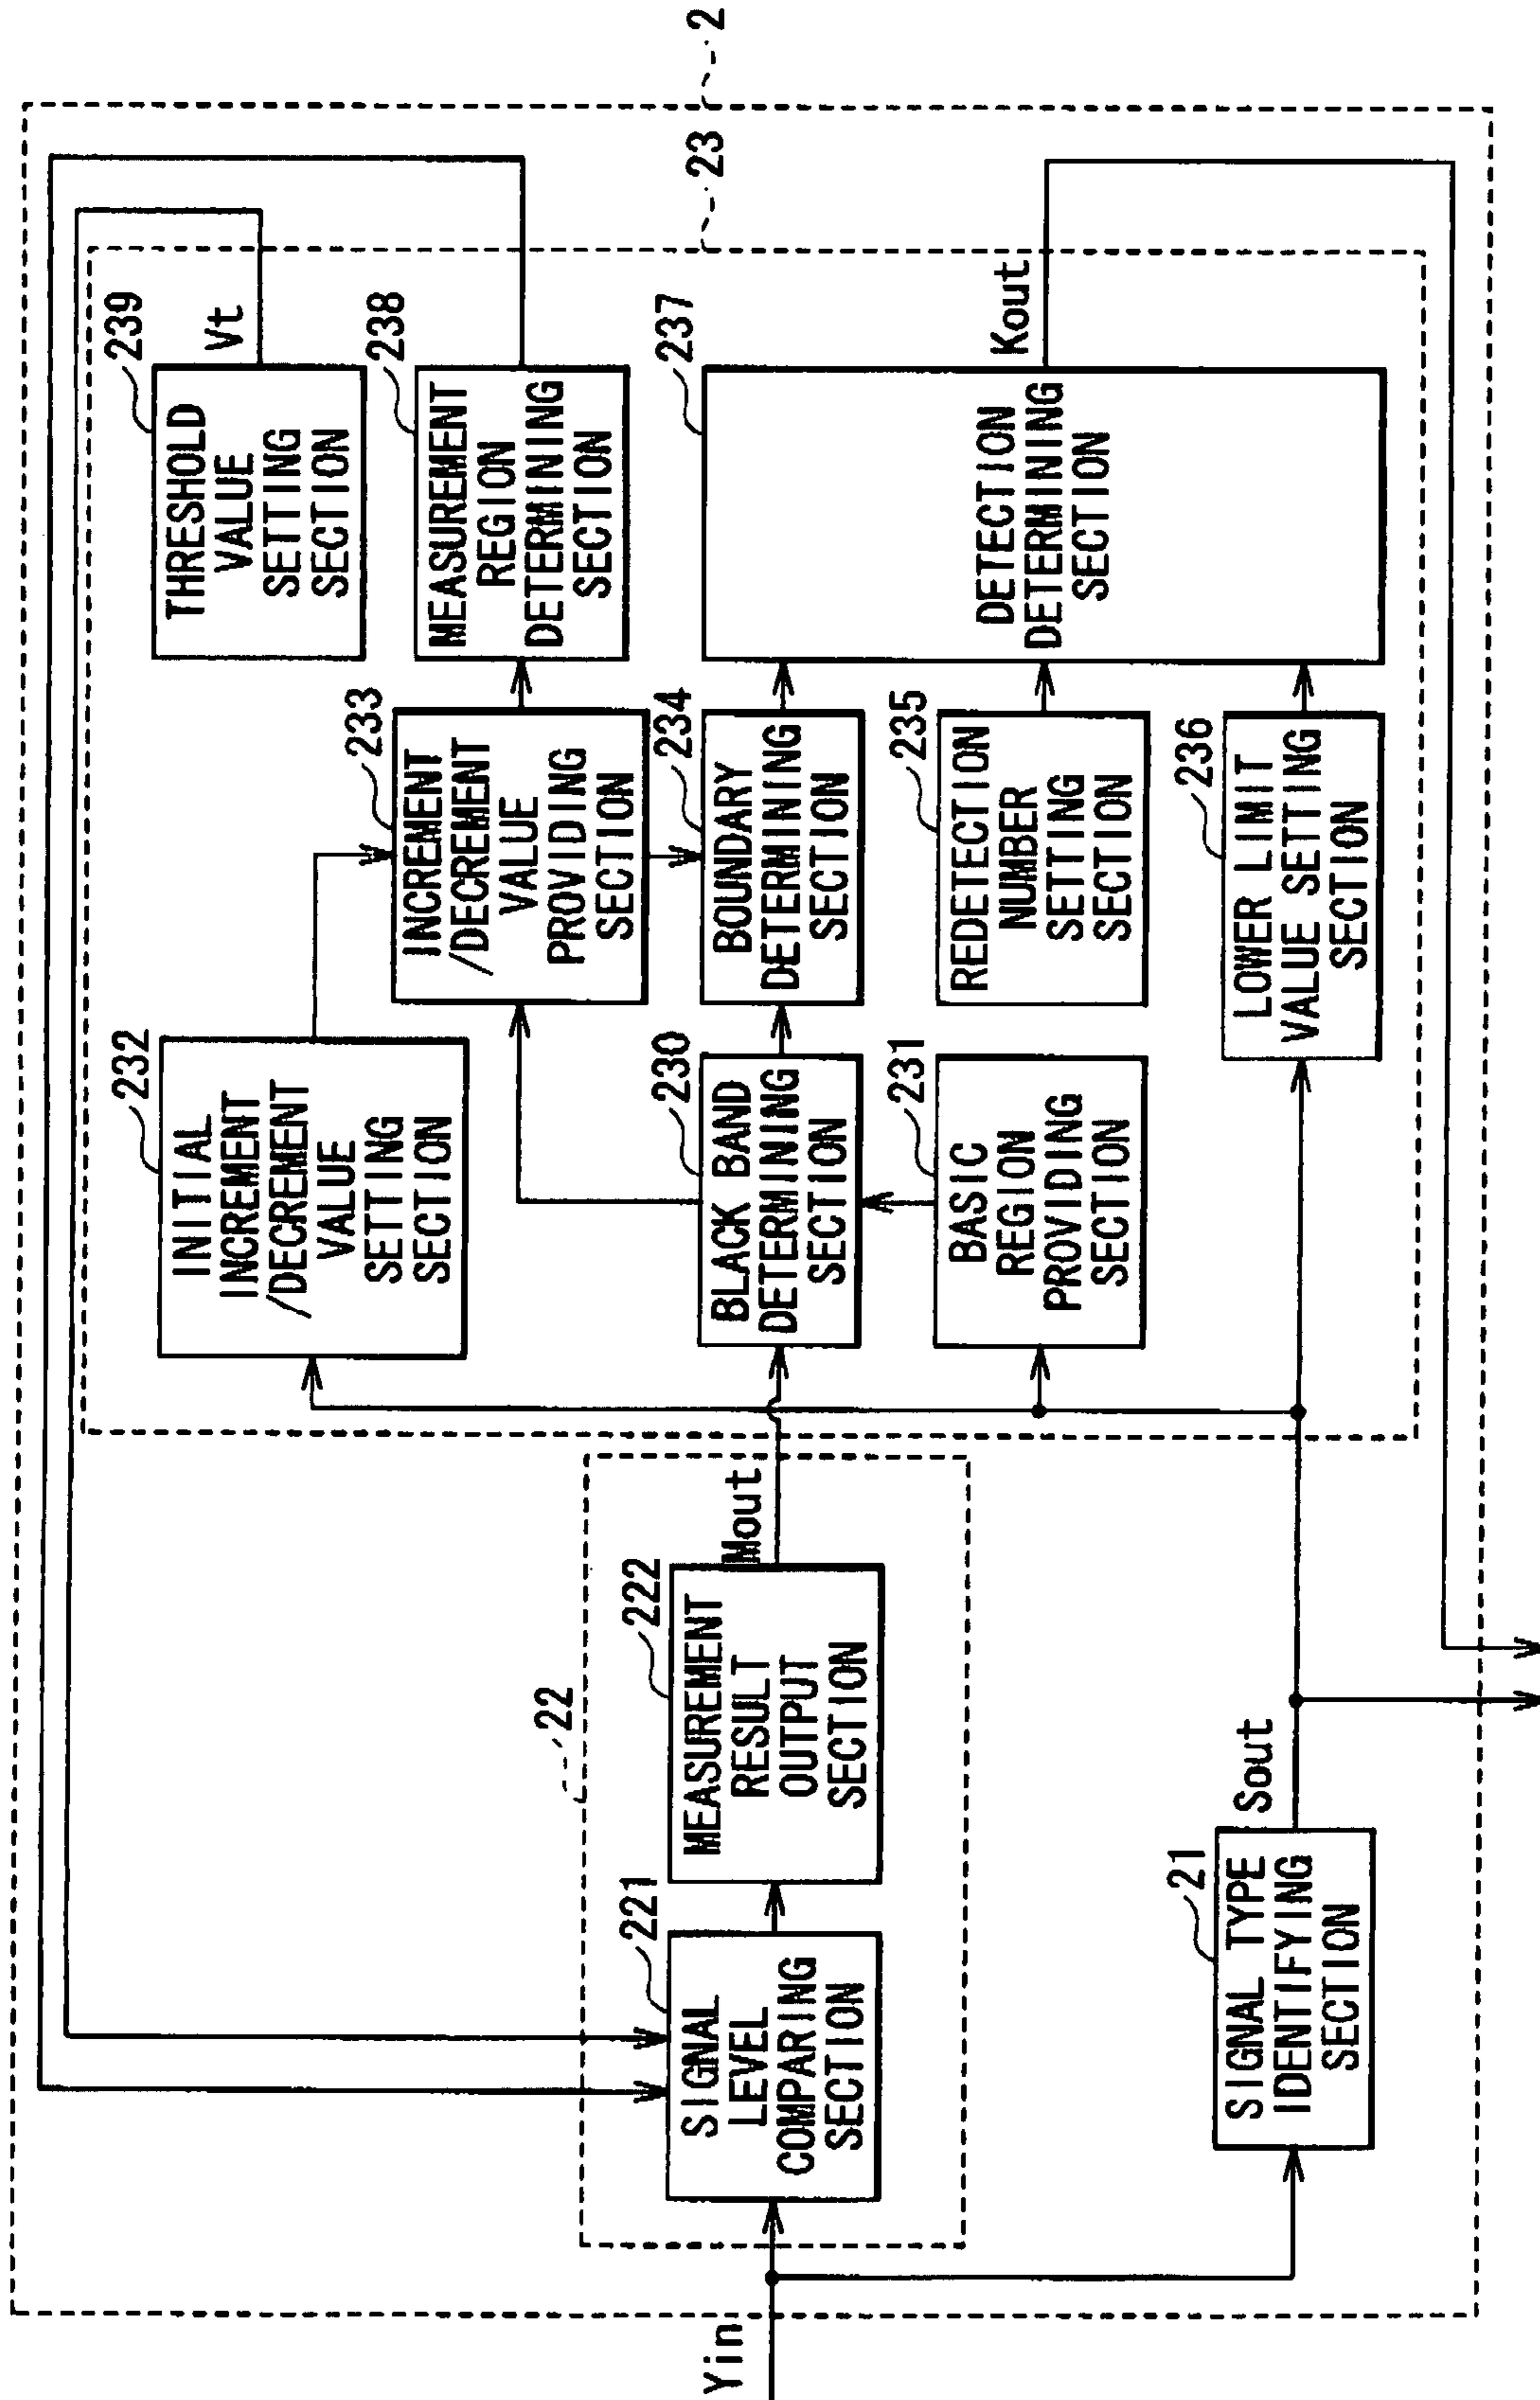 Yin
2
22
221
SIGNAL
LEVEL
COMPARING
SECTION
222
MEASUREMENT
RESULT
OUTPUT
SECTION
Mout
21
SIGNAL TYPE
IDENTIFYING
SECTION
Sout
23
232
INITIAL
INCREMENT
/DECREMENT
VALUE
SETTING
SECTION
230
BLACK BAND
DETERMINING
SECTION
231
BASIC
REGION
PROVIDING
SECTION
233
INCREMENT
/DECREMENT
VALUE
PROVIDING
SECTION
234
BOUNDARY
DETERMINING
SECTION
235
REDETECTION
NUMBER
SETTING
SECTION
236
LOWER LIMIT
VALUE SETTING
SECTION
239
THRESHOLD
VALUE
SETTING
SECTION
Vt
238
MEASUREMENT
REGION
DETERMINING
SECTION
237
DETECTION
DETERMINING
SECTION
Kout